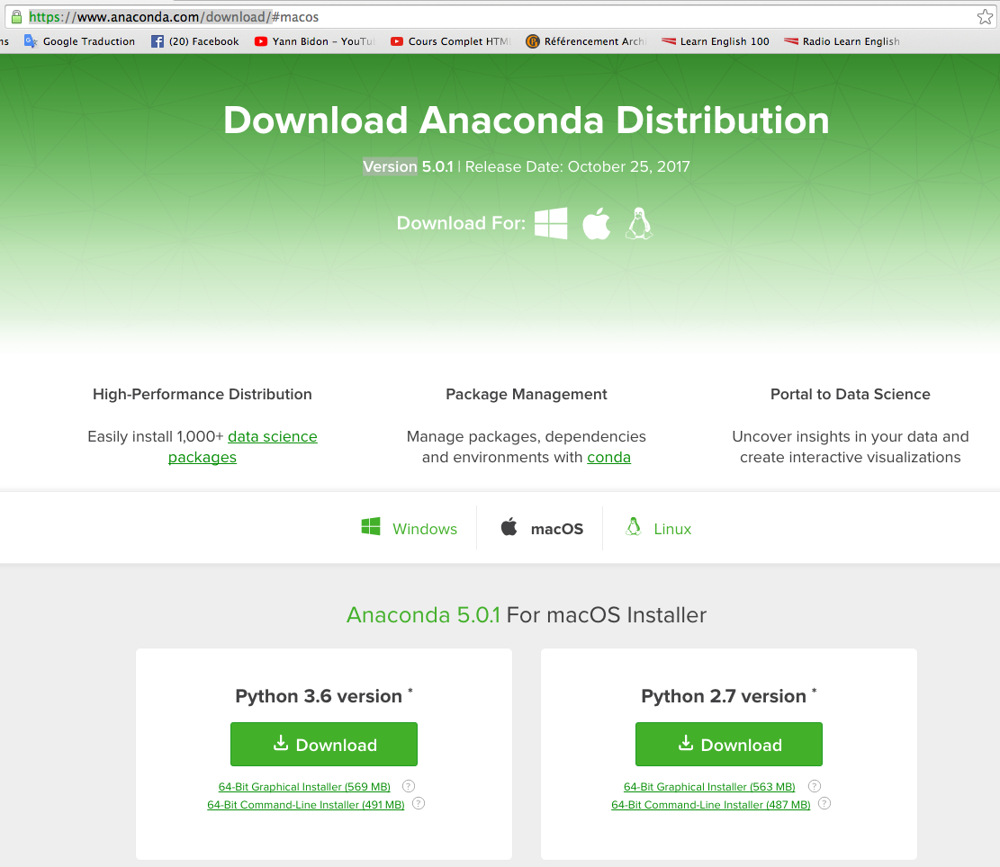 https://www.anaconda.com/download/#macos
ns Google Traduction (20) Facebook Yann Bidon – YouTu Cours Complet HTM Référencement Arch Learn English 100 Radio Learn English
Download Anaconda Distribution
Version 5.0.1 | Release Date: October 25, 2017
Download For:
High-Performance Distribution
Easily install 1,000+ data science
packages
Package Management
Manage packages, dependencies
and environments with conda
Portal to Data Science
Uncover insights in your data and
create interactive visualizations
Windows macOS Linux
Anaconda 5.0.1 For macOS Installer
Python 3.6 version *
Download
64-Bit Graphical Installer (569 MB) ?
64-Bit Command-Line Installer (491 MB) ?
Python 2.7 version *
Download
64-Bit Graphical Installer (563 MB) ?
64-Bit Command-Line Installer (487 MB) ?